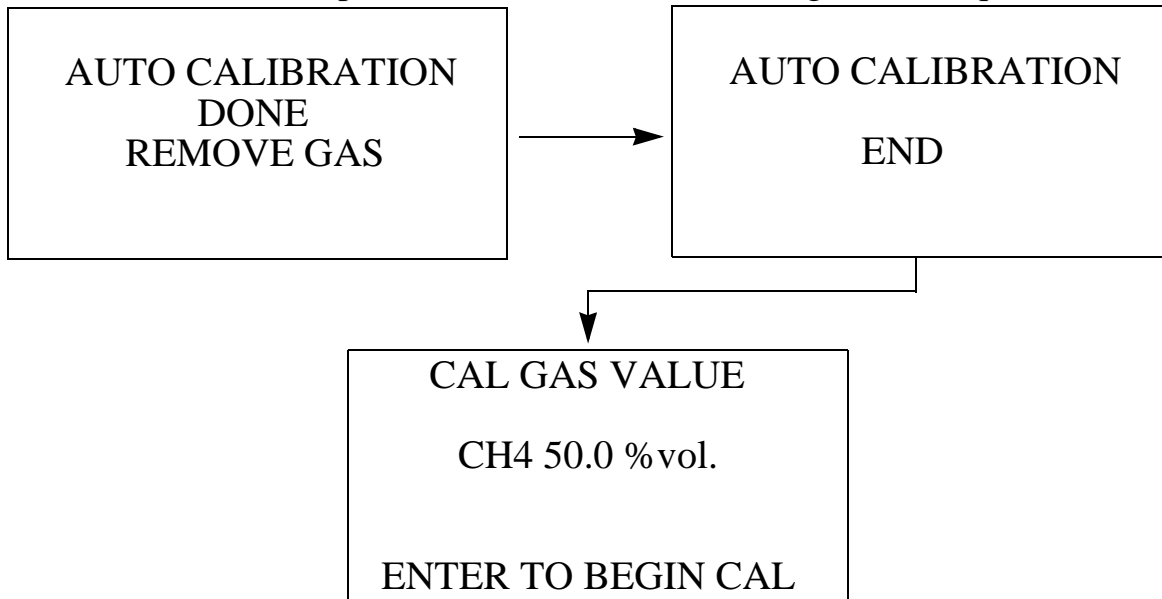 AUTO CALIBRATION
DONE
REMOVE GAS
AUTO CALIBRATION
END
CAL GAS VALUE
CH4 50.0 %vol.
ENTER TO BEGIN CAL